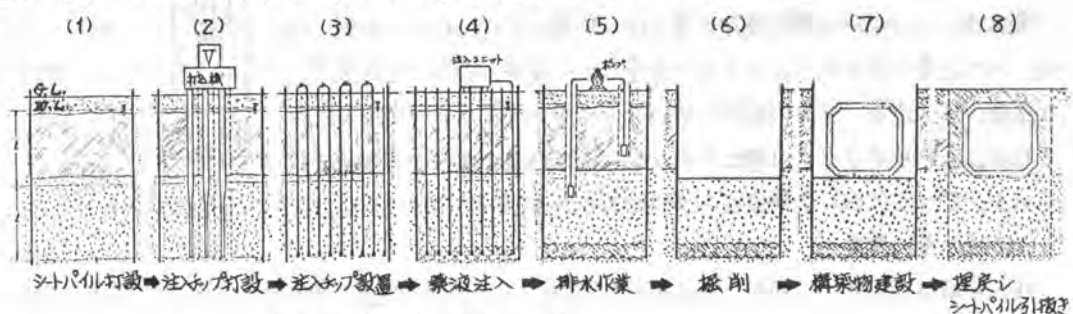 (1) (2) (3) (4) (5) (6) (7) (8)
打込機
注入ユニット
ポンプ
G.L.
W.L.
シートパイル打設➡注入チップ打設➡注入チップ設置➡薬液注入➡排水作業➡掘削➡構築物建設➡埋戻し
シートパイル引抜き